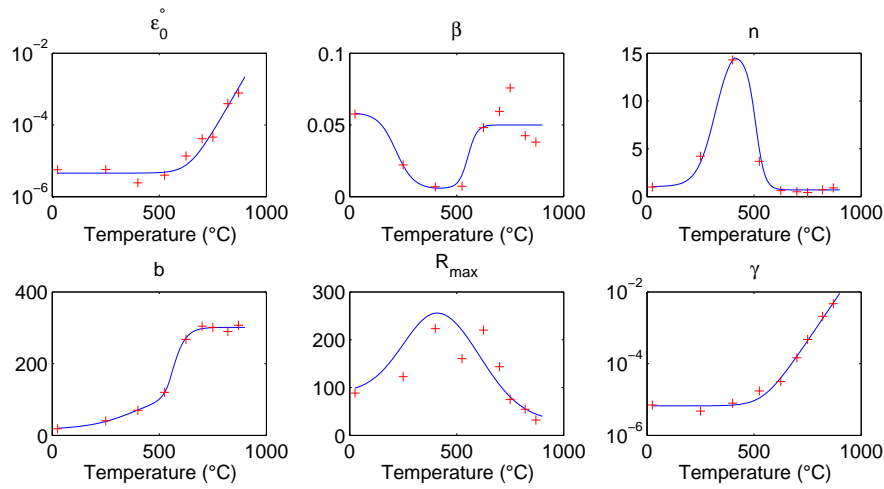 ε̊₀ β n
10⁻² 0.1 15
10⁻⁴ 0.05 10
5
10⁻⁶ 0 0
0 500 1000 0 500 1000 0 500 1000
Temperature (°C) Temperature (°C) Temperature (°C)
b R_max γ
400 300 10⁻²
200 200 10⁻⁴
100
0 0 10⁻⁶
0 500 1000 0 500 1000 0 500 1000
Temperature (°C) Temperature (°C) Temperature (°C)